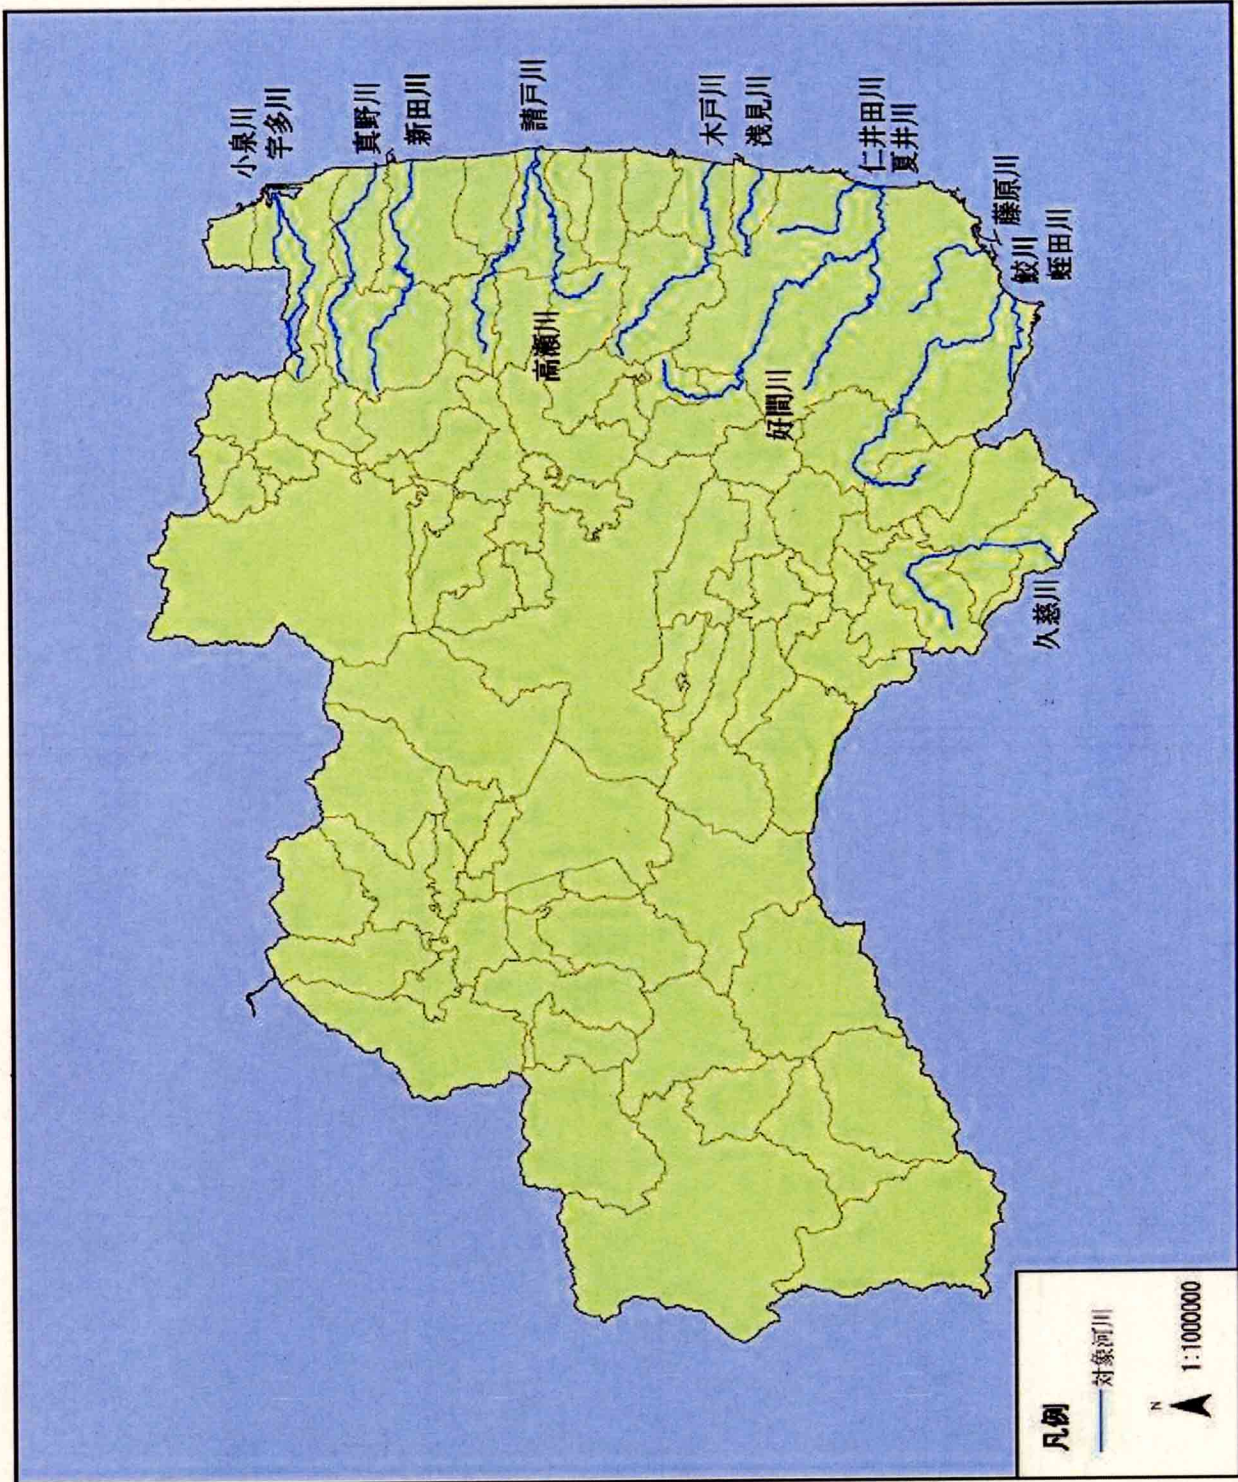 小泉川
宇多川
真野川
新田川
請戸川
高瀬川
木戸川
浅見川
仁井田川
夏井川
好間川
藤原川
鮫川
蛭田川
久慈川
凡例
対象河川
N
1:1000000